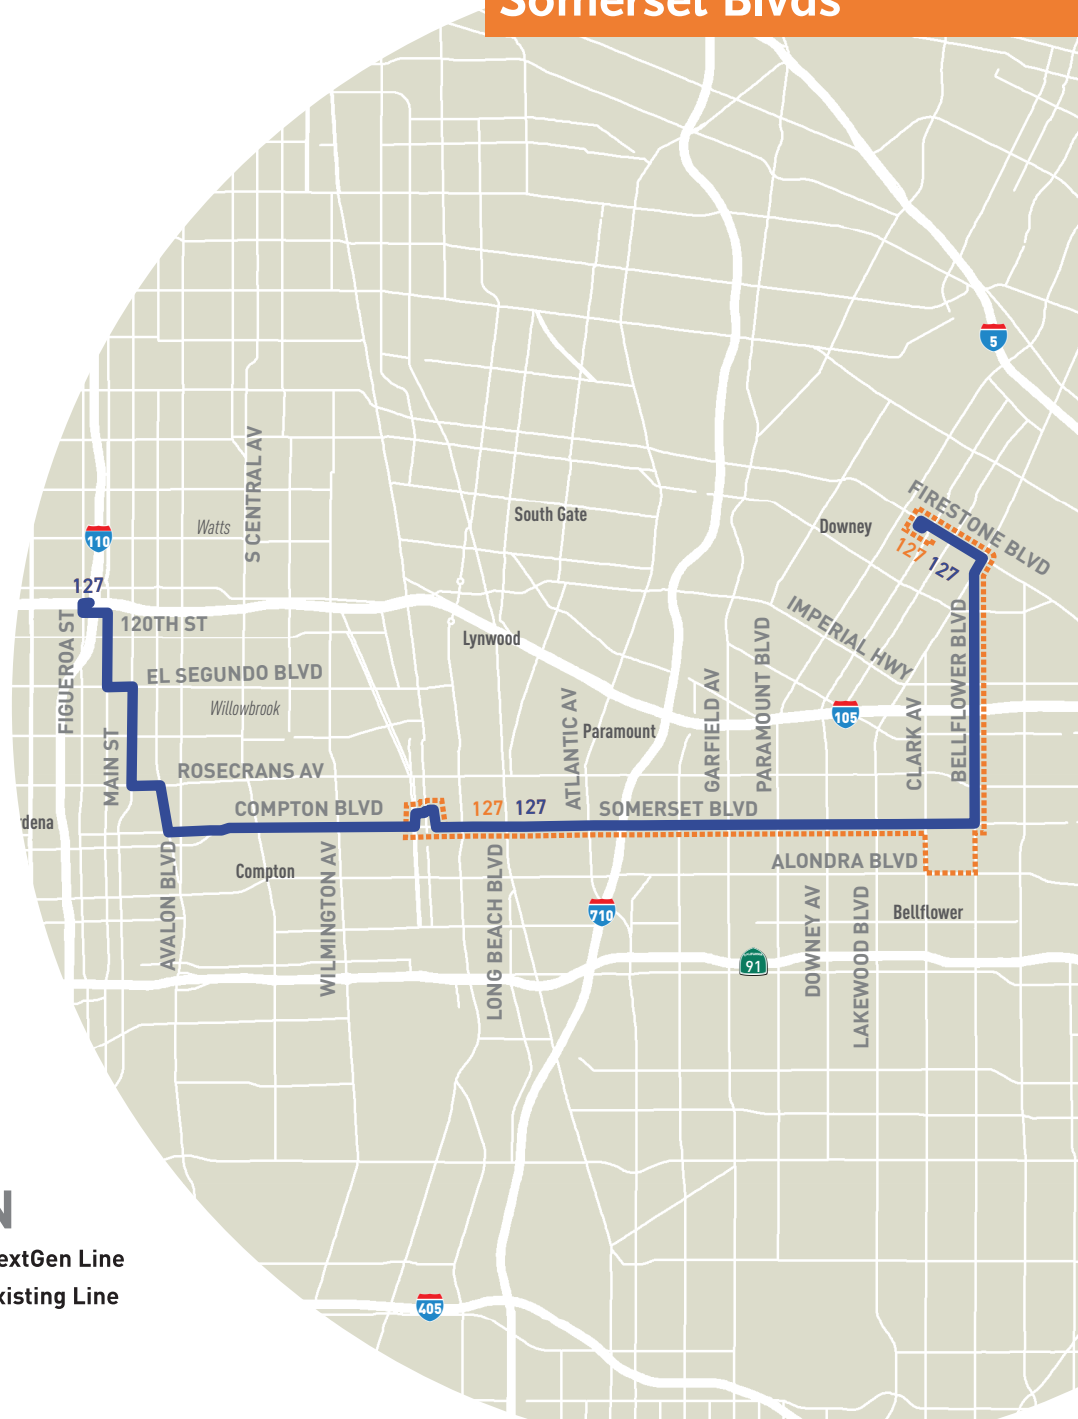 Somerset Blvds
5
S CENTRAL AV
Watts
South Gate
Downey
FIRESTONE BLVD
110
127
127
127
FIGUEROA ST
120TH ST
Lynwood
IMPERIAL HWY
BELLFLOWER BLVD
EL SEGUNDO BLVD
Willowbrook
ATLANTIC AV
Paramount
GARFIELD AV
PARAMOUNT BLVD
105
CLARK AV
MAIN ST
ROSECRANS AV
COMPTON BLVD
127
127
SOMERSET BLVD
AVALON BLVD
Compton
WILMINGTON AV
LONG BEACH BLVD
ALONDRA BLVD
710
DOWNEY AV
LAKEWOOD BLVD
Bellflower
CALIFORNIA
91
extGen Line
xisting Line
405